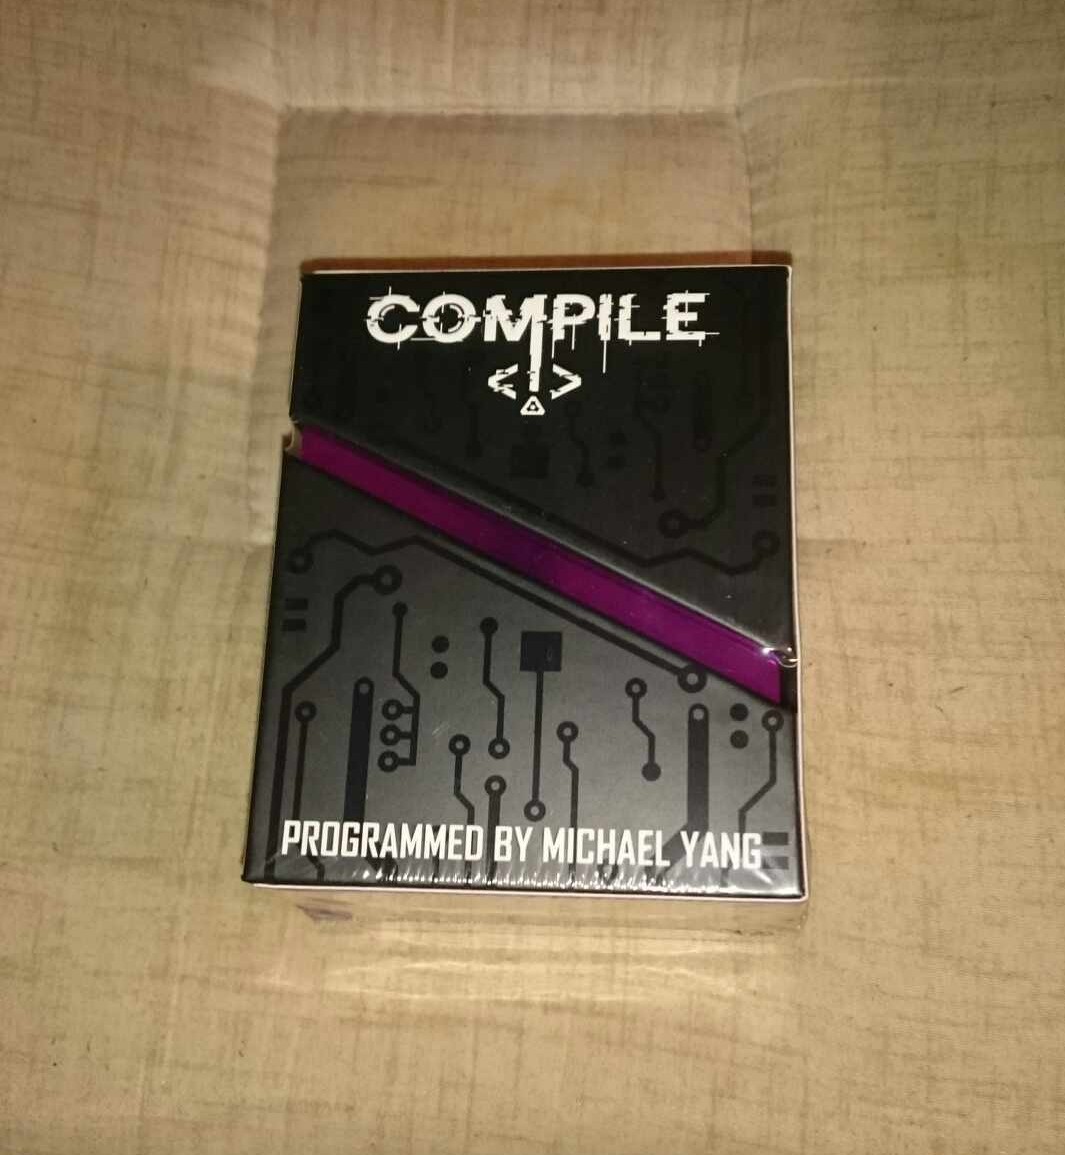 COMPILE
< >
PROGRAMMED BY MICHAEL YANG